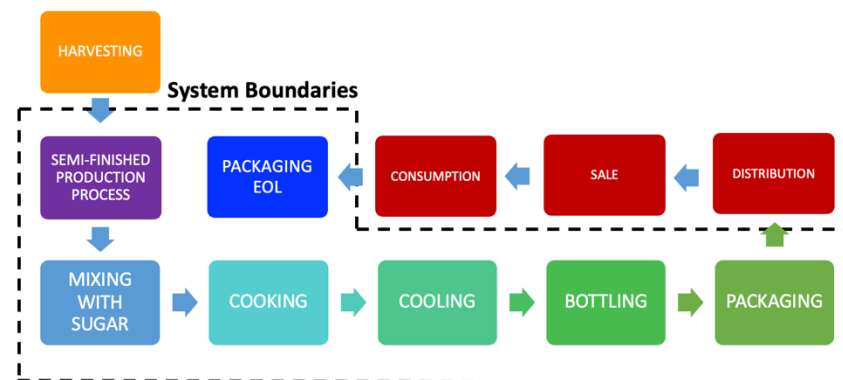 HARVESTING
System Boundaries
SEMI-FINISHED
PRODUCTION
PROCESS
PACKAGING
EOL
CONSUMPTION
SALE
DISTRIBUTION
MIXING
WITH
SUGAR
COOKING
COOLING
BOTTLING
PACKAGING